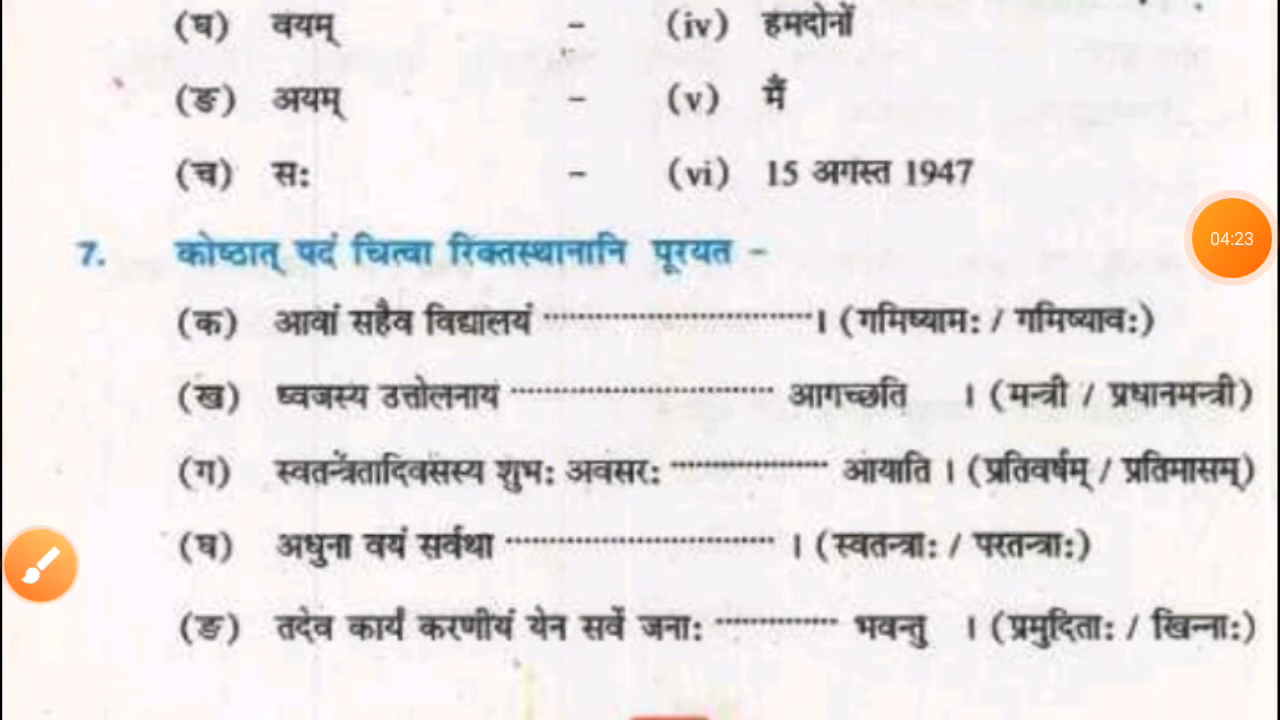 (घ) वयम् - (iv) हमदोनों
(ङ) अयम् - (v) मैं
(च) सः - (vi) 15 अगस्त 1947
7. कोष्ठात् पदं चित्वा रिक्तस्थानानि पूरयत -
(क) आवां सहैव विद्यालयं ........................... । (गमिष्यामः / गमिष्यावः)
(ख) ध्वजस्य उत्तोलनाय ........................... आगच्छति । (मन्त्री / प्रधानमन्त्री)
(ग) स्वतन्त्रतादिवसस्य शुभः अवसरः ................ आयाति । (प्रतिवर्षम् / प्रतिमासम्)
(घ) अधुना वयं सर्वथा ........................... । (स्वतन्त्राः / परतन्त्राः)
(ङ) तदेव कार्यं करणीयं येन सर्वे जनाः ............. भवन्तु । (प्रमुदिताः / खिन्नाः)
04:23